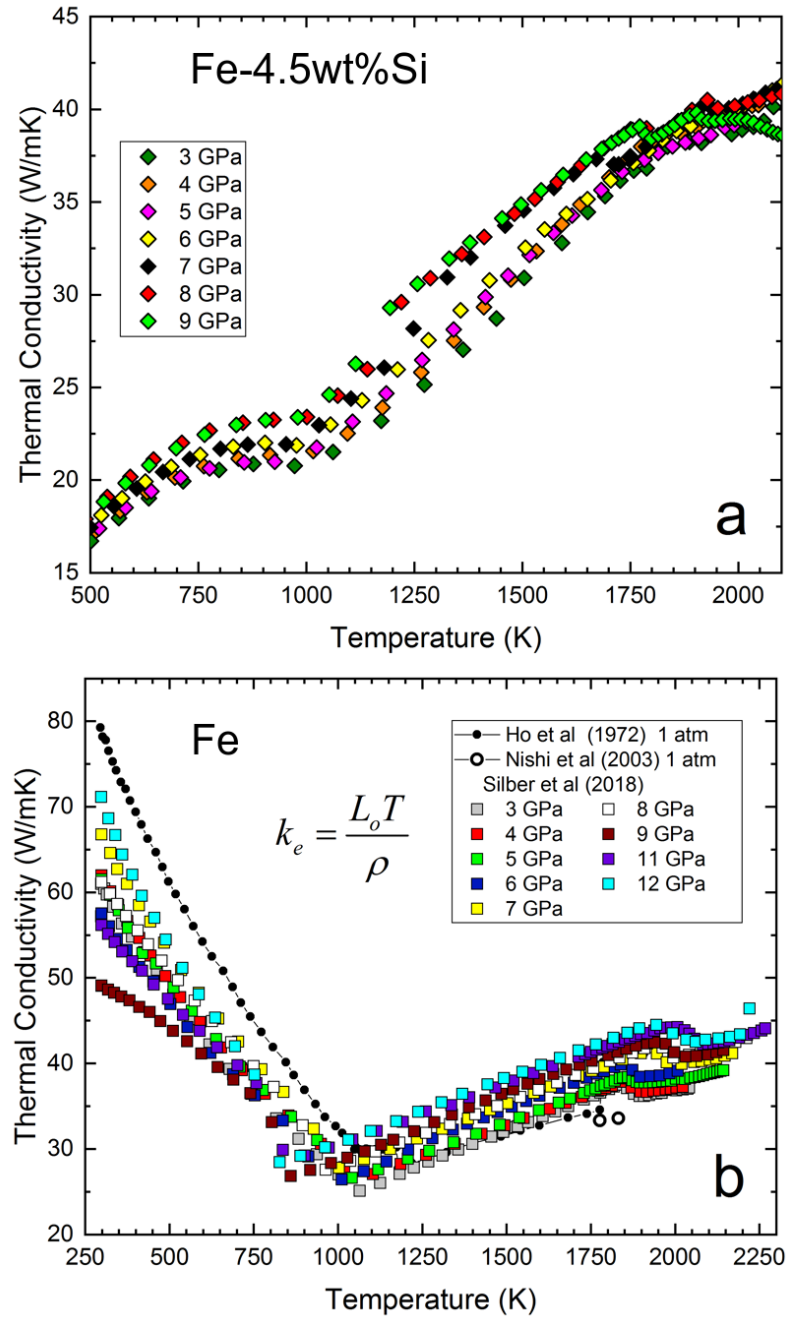 Fe-4.5wt%Si
3 GPa
4 GPa
5 GPa
6 GPa
7 GPa
8 GPa
9 GPa
Thermal Conductivity (W/mK)
45
40
35
30
25
20
15
a
500 750 1000 1250 1500 1750 2000
Temperature (K)
Fe
k_e = L_oT / ρ
Ho et al (1972) 1 atm
Nishi et al (2003) 1 atm
Silber et al (2018)
3 GPa 8 GPa
4 GPa 9 GPa
5 GPa 11 GPa
6 GPa 12 GPa
7 GPa
Thermal Conductivity (W/mK)
80
70
60
50
40
30
20
b
250 500 750 1000 1250 1500 1750 2000 2250
Temperature (K)